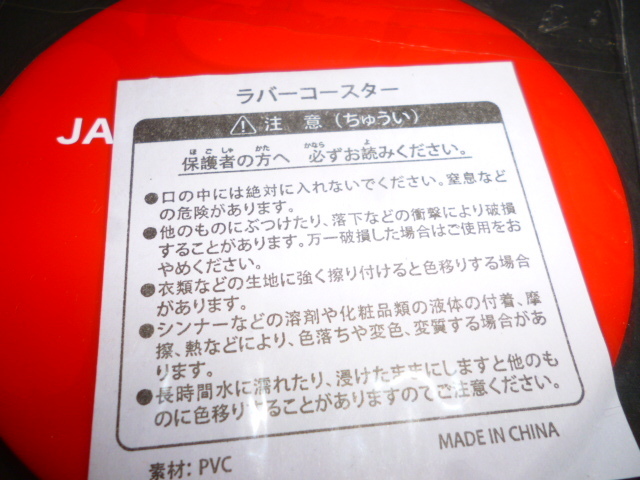 JA
ラバーコースター
⚠ 注 意 (ちゅうい)
ほごしゃ かた かなら よ
保護者の方へ 必ずお読みください。
●口の中には絶対に入れないでください。窒息など
の危険があります。
●他のものにぶつけたり、落下などの衝撃により破損
することがあります。万一破損した場合はご使用をお
やめください。
●衣類などの生地に強く擦り付けると色移りする場合
があります。
●シンナーなどの溶剤や化粧品類の液体の付着、摩
擦、熱などにより、色落ちや変色、変質する場合があ
ります。
●長時間水に濡れたり、浸けたままにしますと他のも
のに色移りすることがありますのでご注意ください。
MADE IN CHINA
素材: PVC